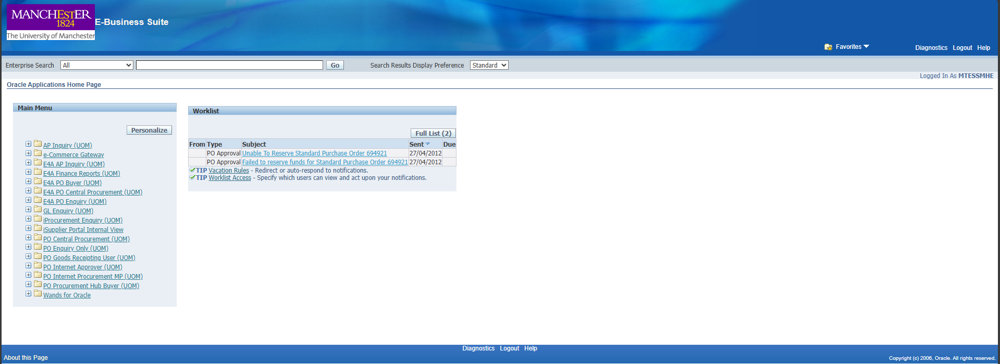 MANCHESTER
1824
The University of Manchester
E-Business Suite
Favorites
Diagnostics Logout Help
Enterprise Search All Go Search Results Display Preference Standard
Logged In As MTESSMHE
Oracle Applications Home Page
Main Menu
Personalize
AP Inquiry (UOM)
e-Commerce Gateway
E4A AP Inquiry (UOM)
E4A Finance Reports (UOM)
E4A PO Buyer (UOM)
E4A PO Central Procurement (UOM)
E4A PO Enquiry (UOM)
GL Enquiry (UOM)
iProcurement Enquiry (UOM)
iSupplier Portal Internal View
PO Central Procurement (UOM)
PO Enquiry Only (UOM)
PO Goods Receipting User (UOM)
PO Internet Approver (UOM)
PO Internet Procurement MP (UOM)
PO Procurement Hub Buyer (UOM)
Wands for Oracle
Worklist
Full List (2)
From Type Subject Sent Due
PO Approval Unable To Reserve Standard Purchase Order 694921 27/04/2012
PO Approval Failed to reserve funds for Standard Purchase Order 694921 27/04/2012
TIP Vacation Rules - Redirect or auto-respond to notifications.
TIP Worklist Access - Specify which users can view and act upon your notifications.
Diagnostics Logout Help
About this Page
Copyright (c) 2006, Oracle. All rights reserved.